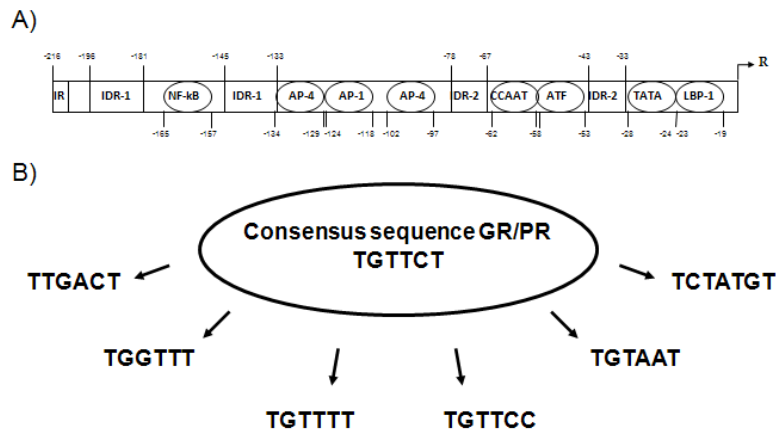 A)
-216 -196 -181 -145 -133 -78 -67 -43 -33 R
IR IDR-1 NF-kB IDR-1 AP-4 AP-1 AP-4 IDR-2 CCAAT ATF IDR-2 TATA LBP-1
-165 -157 -134 -129 -124 -118 -102 -97 -62 -58 -53 -28 -24 -23 -19
B)
Consensus sequence GR/PR
TGTTCT
TTGACT TCTATGT
TGGTTT TGTAAT
TGTTTT TGTTCC